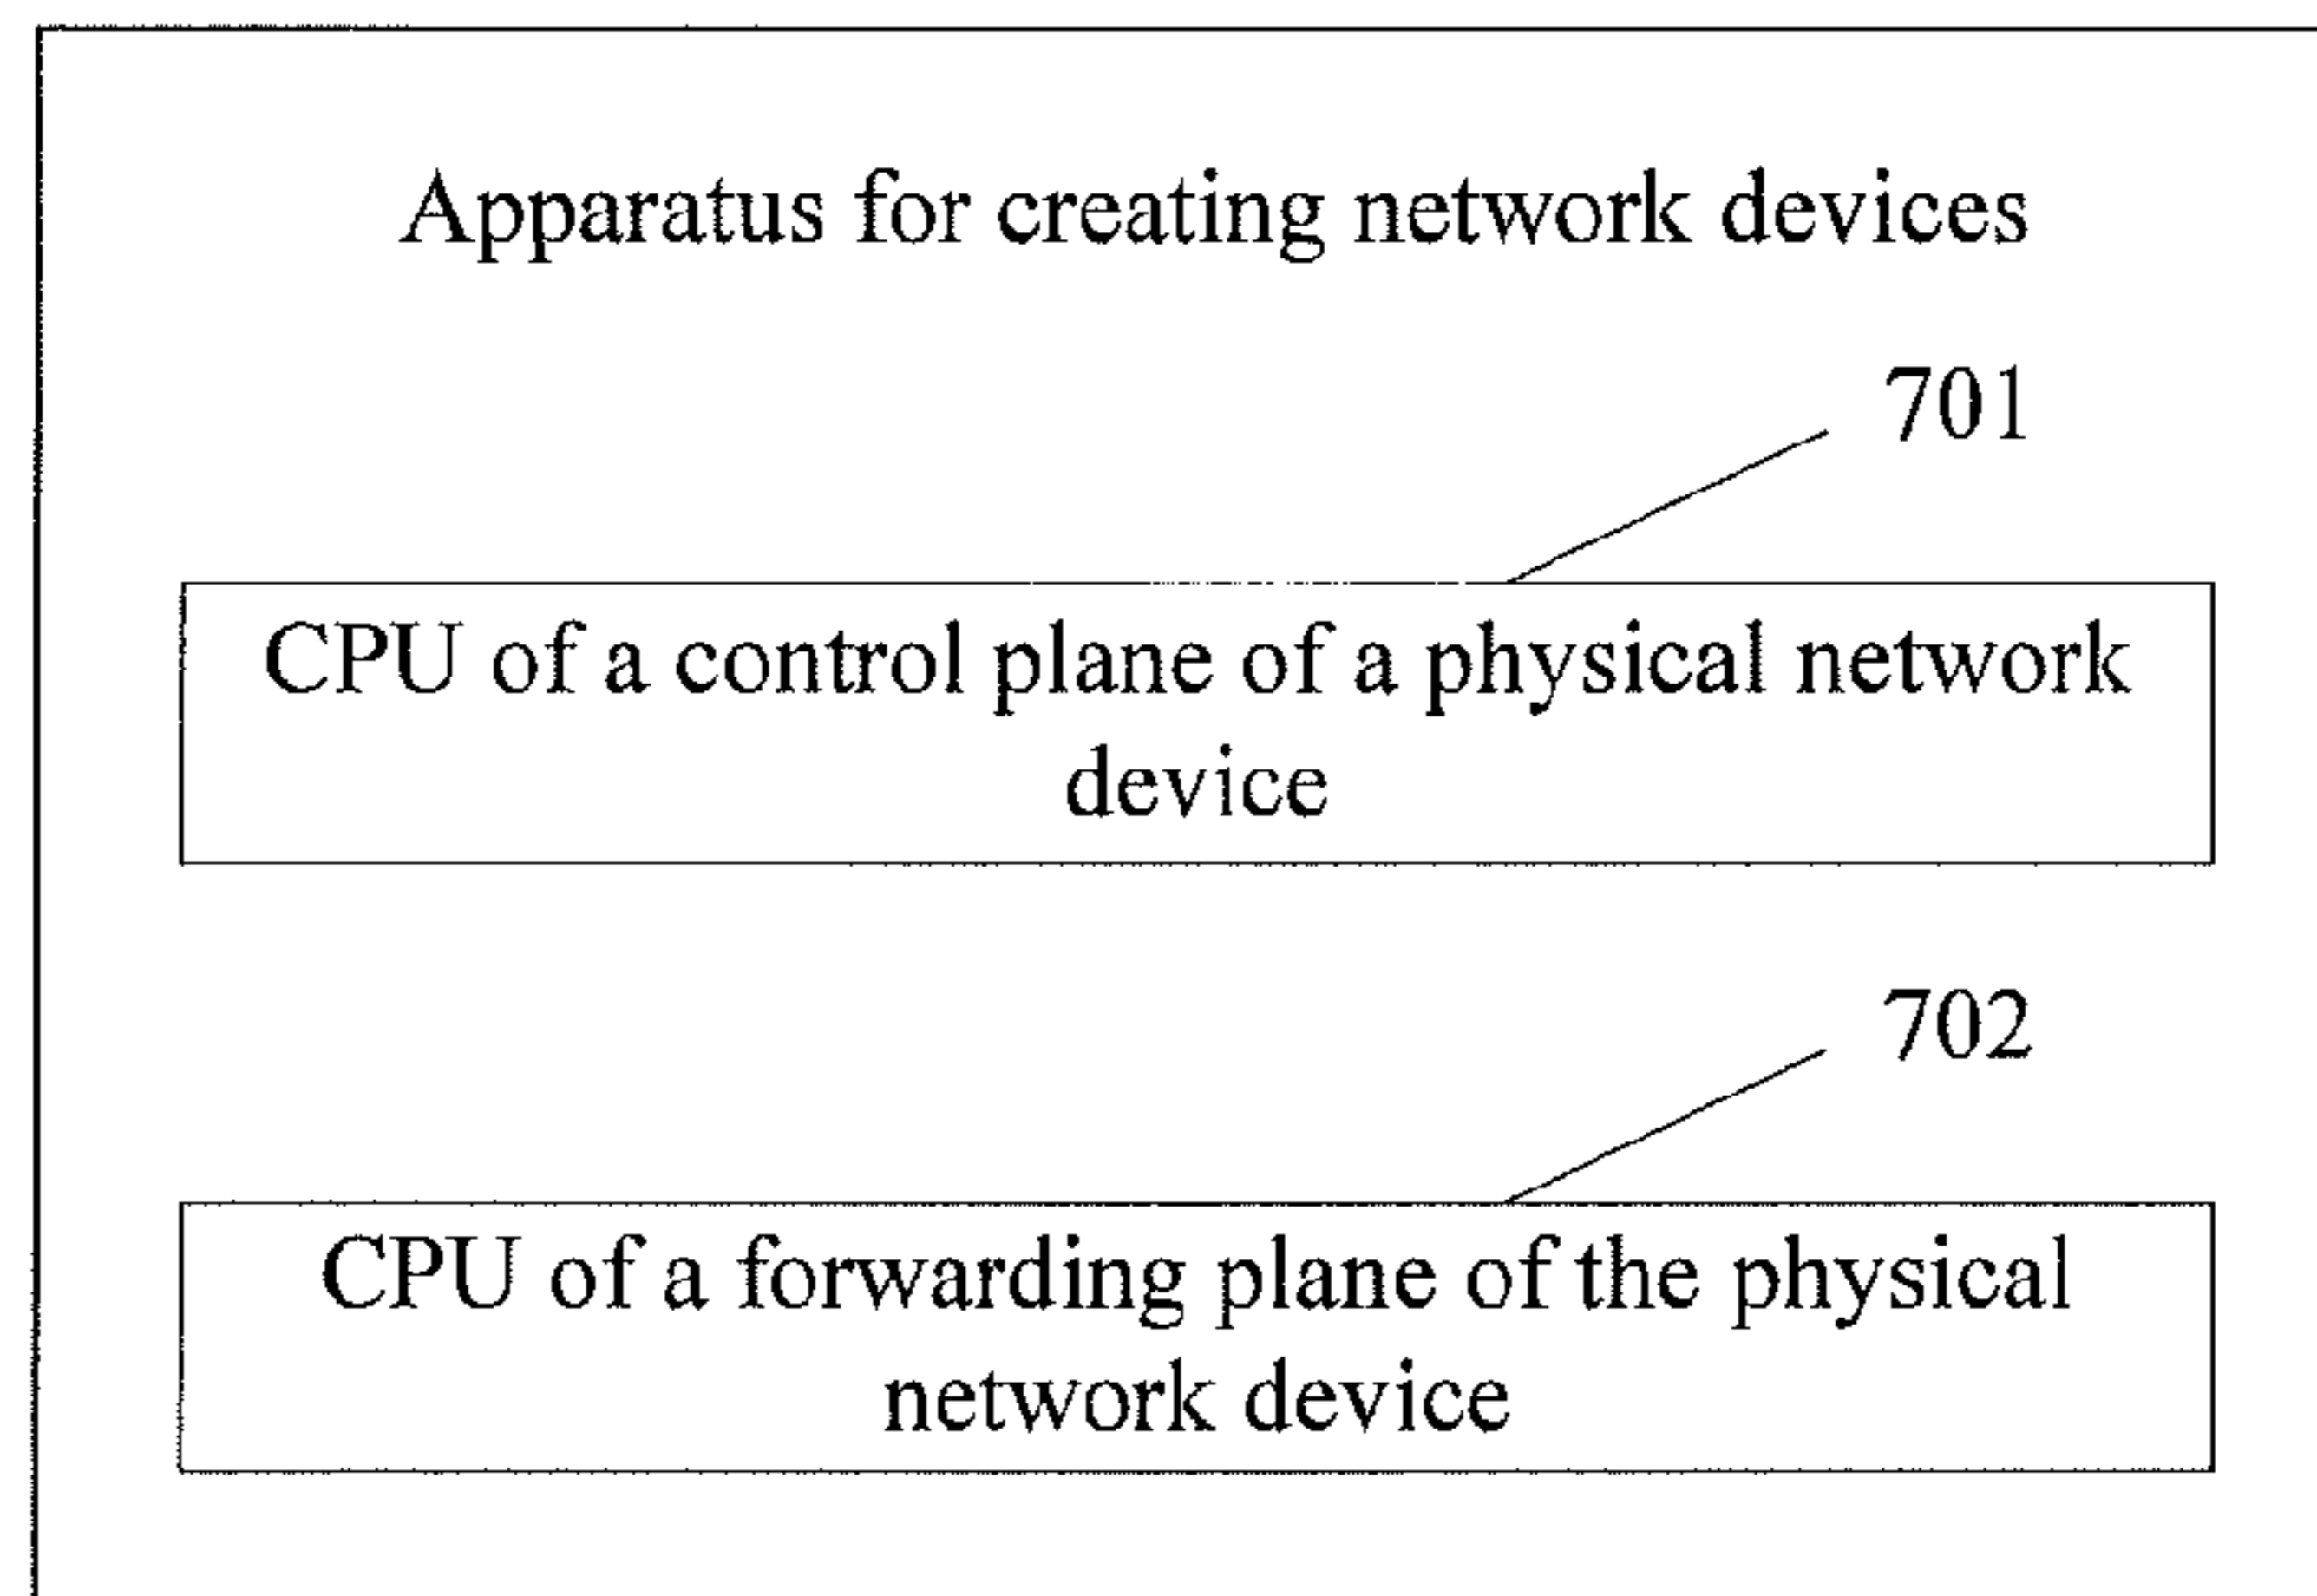 Apparatus for creating network devices
701
CPU of a control plane of a physical network
device
702
CPU of a forwarding plane of the physical
network device